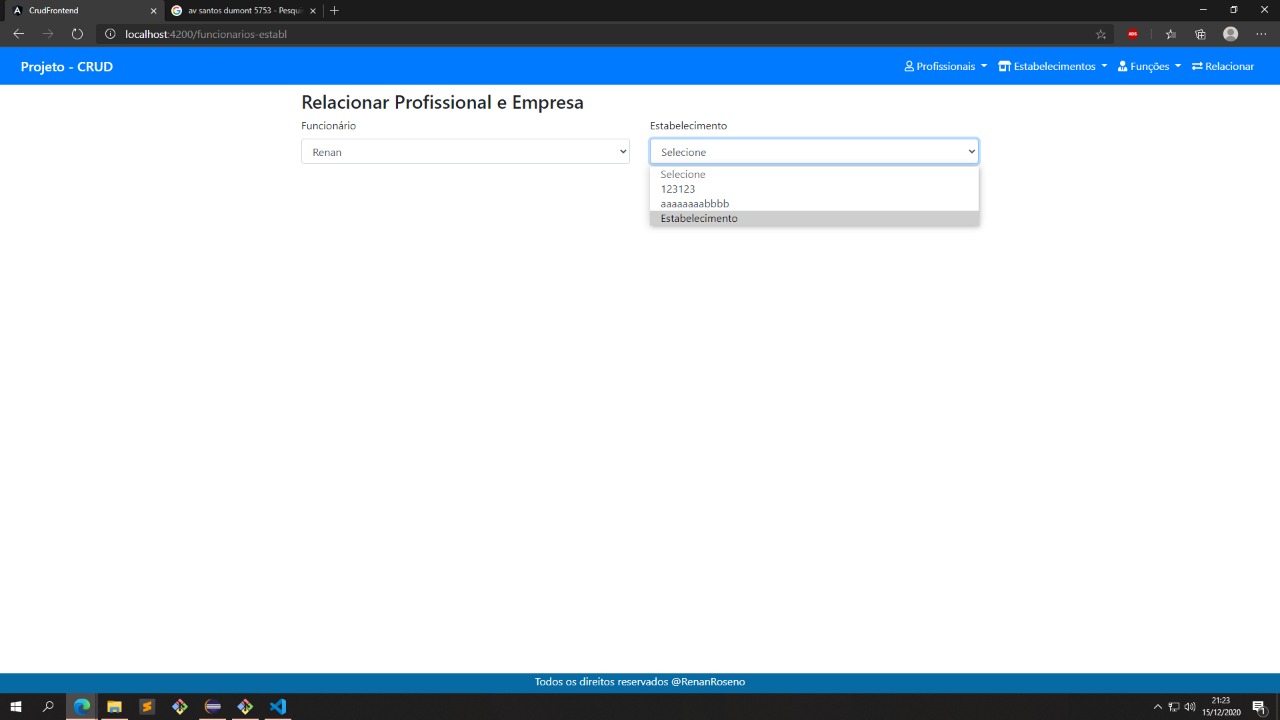 CrudFrontend
av santos dumont 5753 - Pesqui
localhost:4200/funcionarios-establ
Projeto - CRUD
Profissionais
Estabelecimentos
Funções
Relacionar
Relacionar Profissional e Empresa
Funcionário
Estabelecimento
Renan
Selecione
Selecione
123123
aaaaaaaabbbb
Estabelecimento
Todos os direitos reservados @RenanRoseno
21:23
15/12/2020